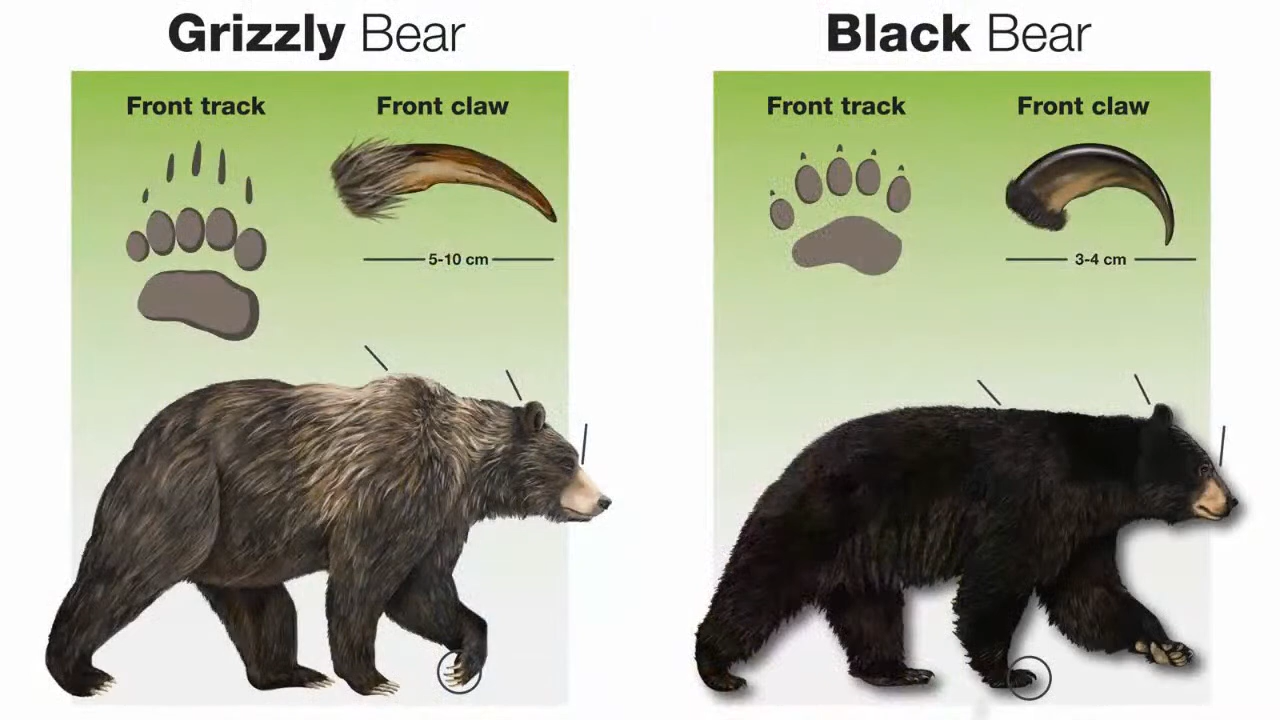 Grizzly Bear
Front track
Front claw
5-10 cm
Black Bear
Front track
Front claw
3-4 cm